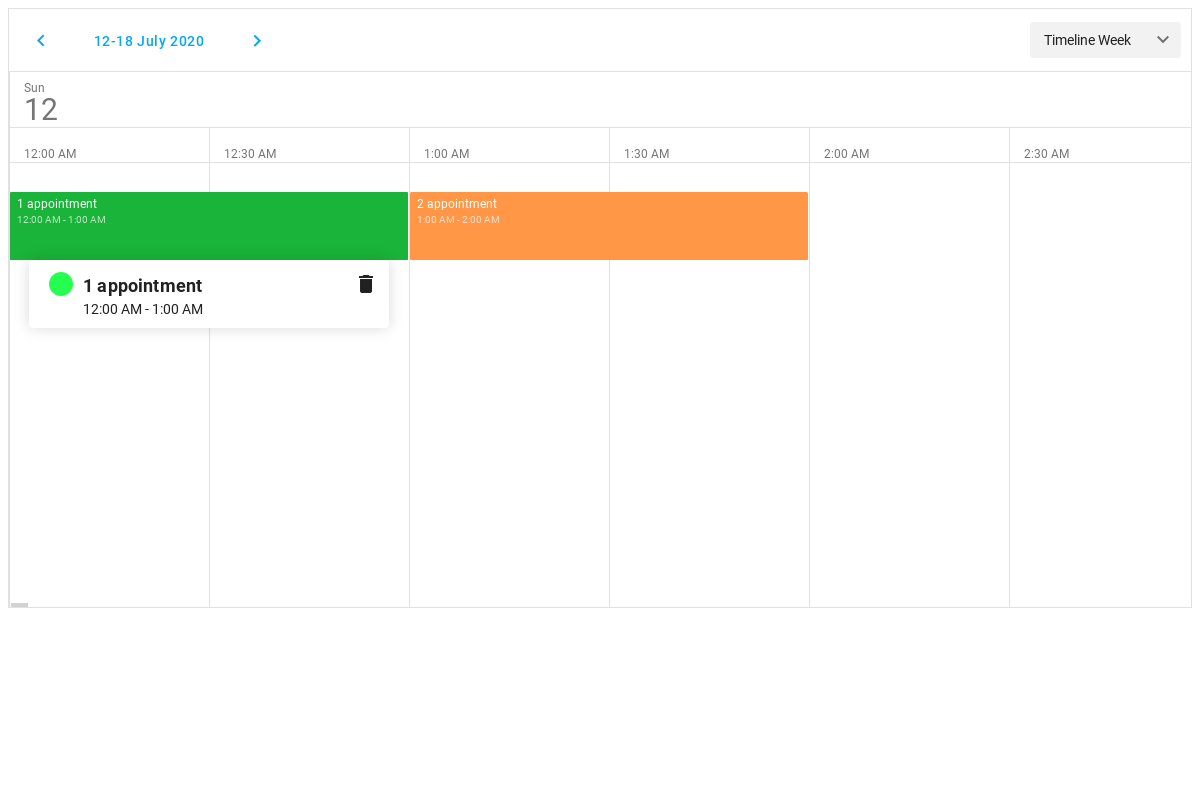 12-18 July 2020
Timeline Week
Sun
12
12:00 AM
12:30 AM
1:00 AM
1:30 AM
2:00 AM
2:30 AM
1 appointment
12:00 AM - 1:00 AM
2 appointment
1:00 AM - 2:00 AM
1 appointment
12:00 AM - 1:00 AM